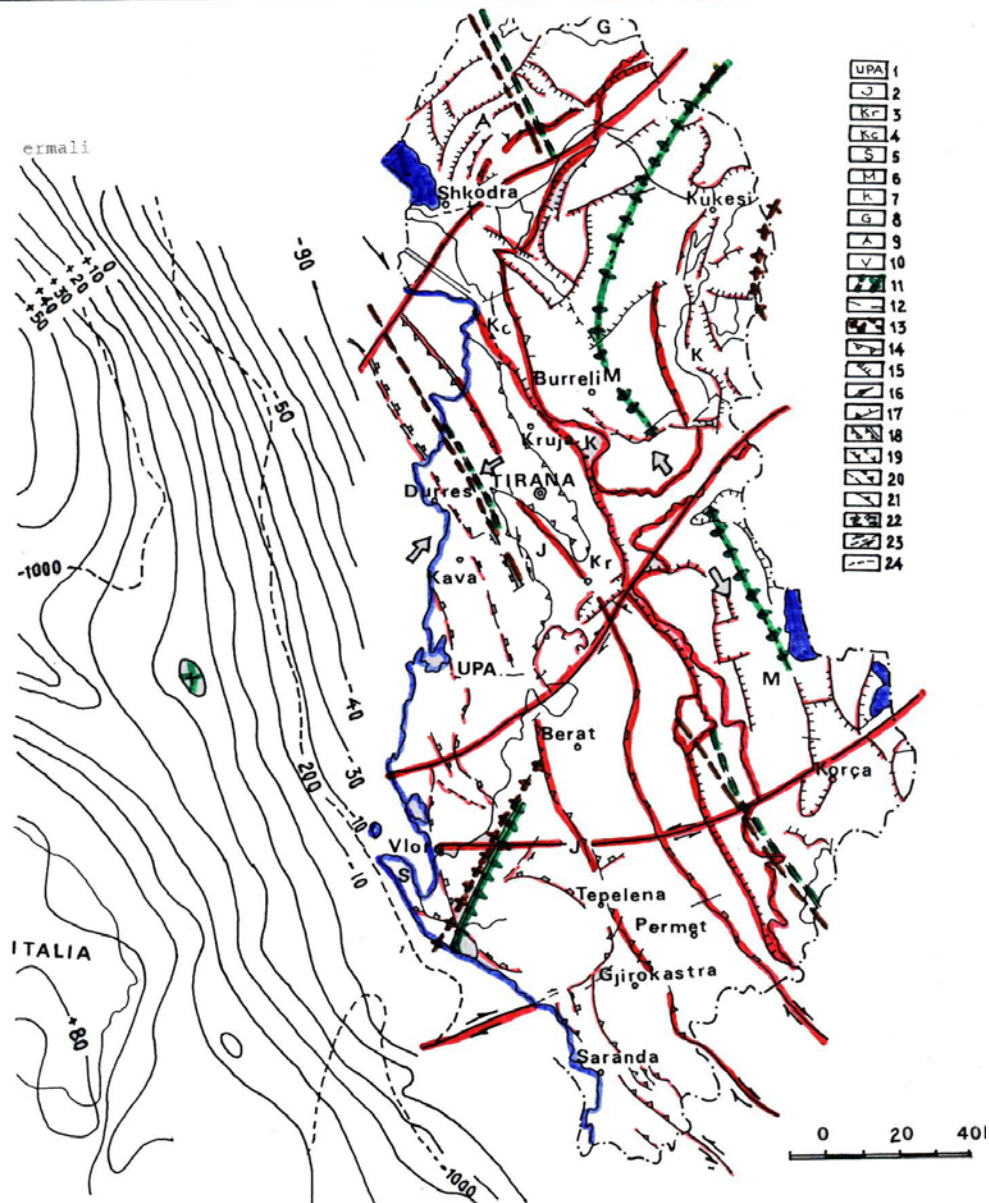 G
UPA 1
J 2
Kr 3
Kc 4
S 5
M 6
K 7
G 8
A 9
V 10
11
12
13
14
15
16
17
18
19
20
21
22
23
24
ermali
A
Shkodra
Kukesi
-90
0
+10
+20
+30
+40
+50
50
Kc
K
Burreli M
Kruja K
TIRANA
Durres
J
Kr
Kava
-1000
UPA
M
-40
Berat
-30
200
-10
Korça
Vlora
J
-10
S
Tepelena
Permet
ITALIA
Gjirokastra
+80
Saranda
0 20 40
-10
-1000